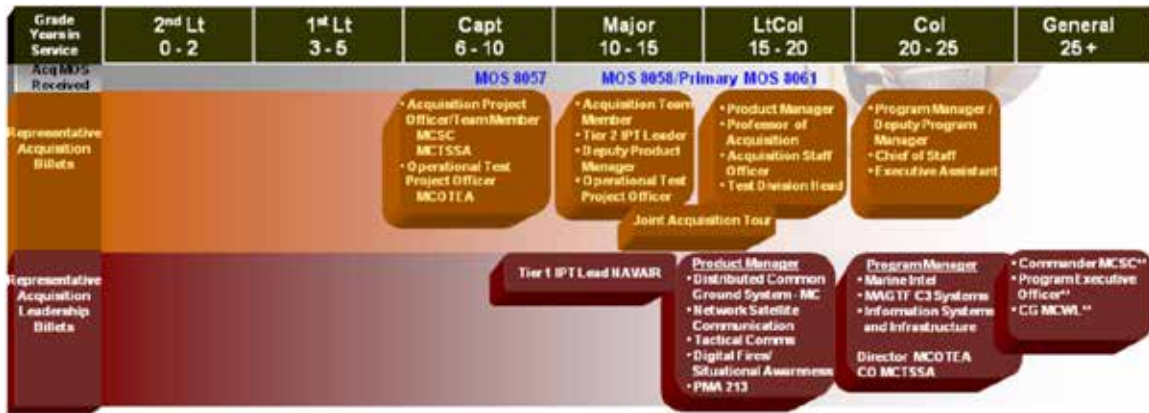 Grade
Years in
Service
2nd Lt
0 - 2
1st Lt
3 - 5
Capt
6 - 10
Major
10 - 15
LtCol
15 - 20
Col
20 - 25
General
25 +
Acq MOS
Received
MOS 8057
MOS 8058/Primary MOS 8061
Representative
Acquisition
Billets
• Acquisition Project
Officer/Team Member
MCSC
MCTSSA
• Operational Test
Project Officer
MCOTEA
• Acquisition Team
Member
• Tier 2 IPT Leader
• Deputy Product
Manager
• Operational Test
Project Officer
• Product Manager
• Professor of
Acquisition
• Acquisition Staff
Officer
• Test Division Head
• Program Manager /
Deputy Program
Manager
• Chief of Staff
• Executive Assistant
Joint Acquisition Tour
Representative
Acquisition
Leadership
Billets
Tier 1 IPT Lead NAVAIR
Product Manager
• Distributed Common
Ground System - MC
• Network Satellite
Communication
• Tactical Comms
• Digital Fires/
Situational Awareness
• PMA 213
Program Manager
• Marine Intel
• MAGTF C3 Systems
• Information Systems
and Infrastructure
Director MCOTEA
CO MCTSSA
• Commander MCSC**
• Program Executive
Officer**
• CG MCWL**